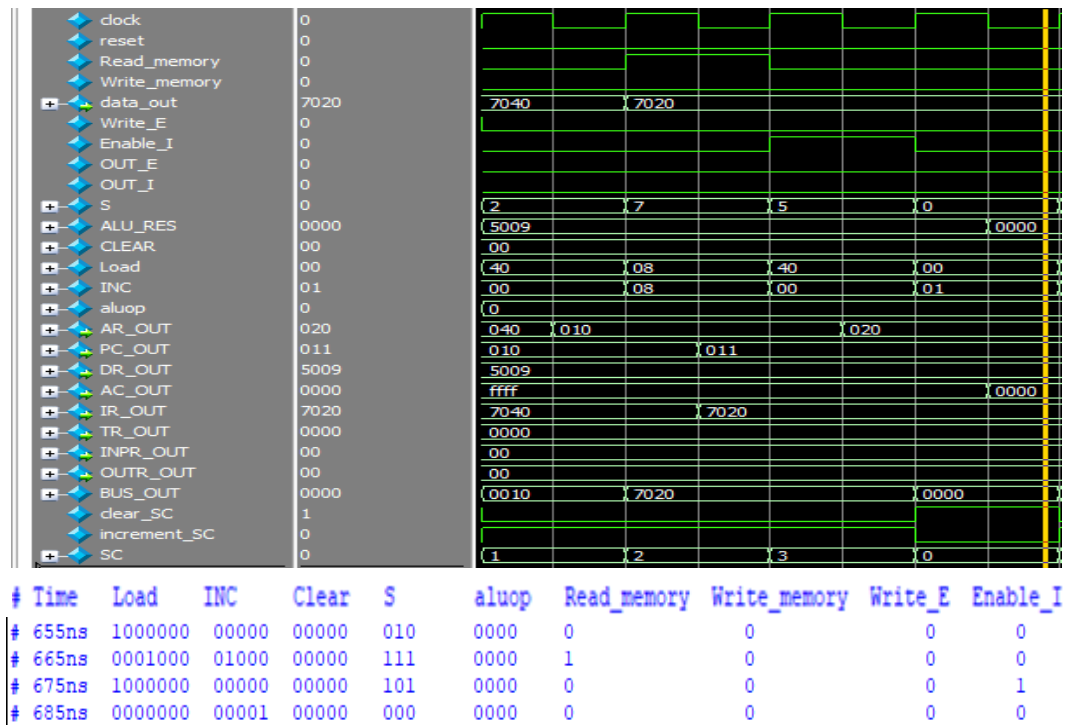 clock 0
reset 0
Read_memory 0
Write_memory 0
data_out 7020 7040 7020
Write_E 0
Enable_I 0
OUT_E 0
OUT_I 0
S 0 2 7 5 0
ALU_RES 0000 5009 0000
CLEAR 00 00
Load 00 40 08 40 00
INC 01 00 08 00 01
aluop 0 0
AR_OUT 020 040 010 020
PC_OUT 011 010 011
DR_OUT 5009 5009
AC_OUT 0000 ffff 0000
IR_OUT 7020 7040 7020
TR_OUT 0000 0000
INPR_OUT 00 00
OUTR_OUT 00 00
BUS_OUT 0000 0010 7020 0000
clear_SC 1
increment_SC 0
SC 0 1 2 3 0
# Time Load INC Clear S aluop Read_memory Write_memory Write_E Enable_I
# 655ns 1000000 00000 00000 010 0000 0 0 0 0
# 665ns 0001000 01000 00000 111 0000 1 0 0 0
# 675ns 1000000 00000 00000 101 0000 0 0 0 1
# 685ns 0000000 00001 00000 000 0000 0 0 0 0